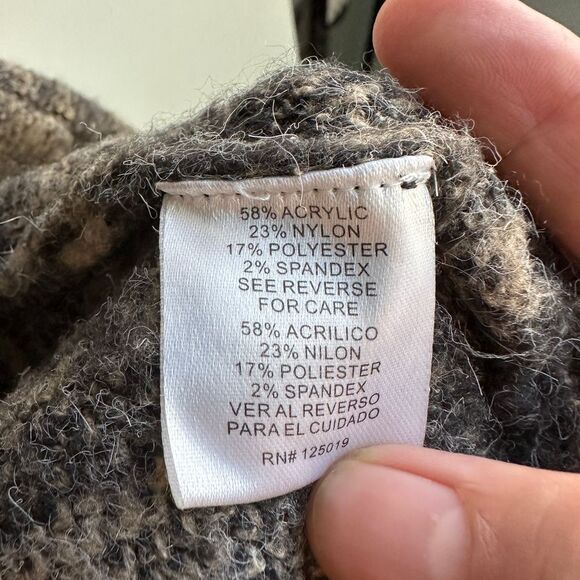 58% ACRYLIC
23% NYLON
17% POLYESTER
2% SPANDEX
SEE REVERSE
FOR CARE
58% ACRILICO
23% NILON
17% POLIESTER
2% SPANDEX
VER AL REVERSO
PARA EL CUIDADO
RN# 125019